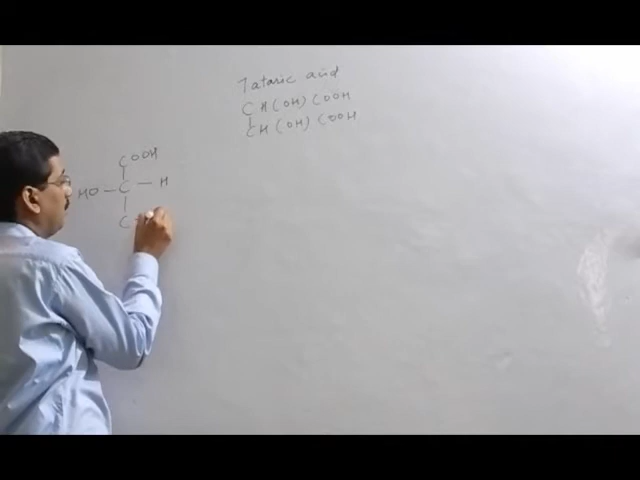 Tataric acid
CH(OH) COOH
CH (OH) COOH
COOH
HO - C - H
C -